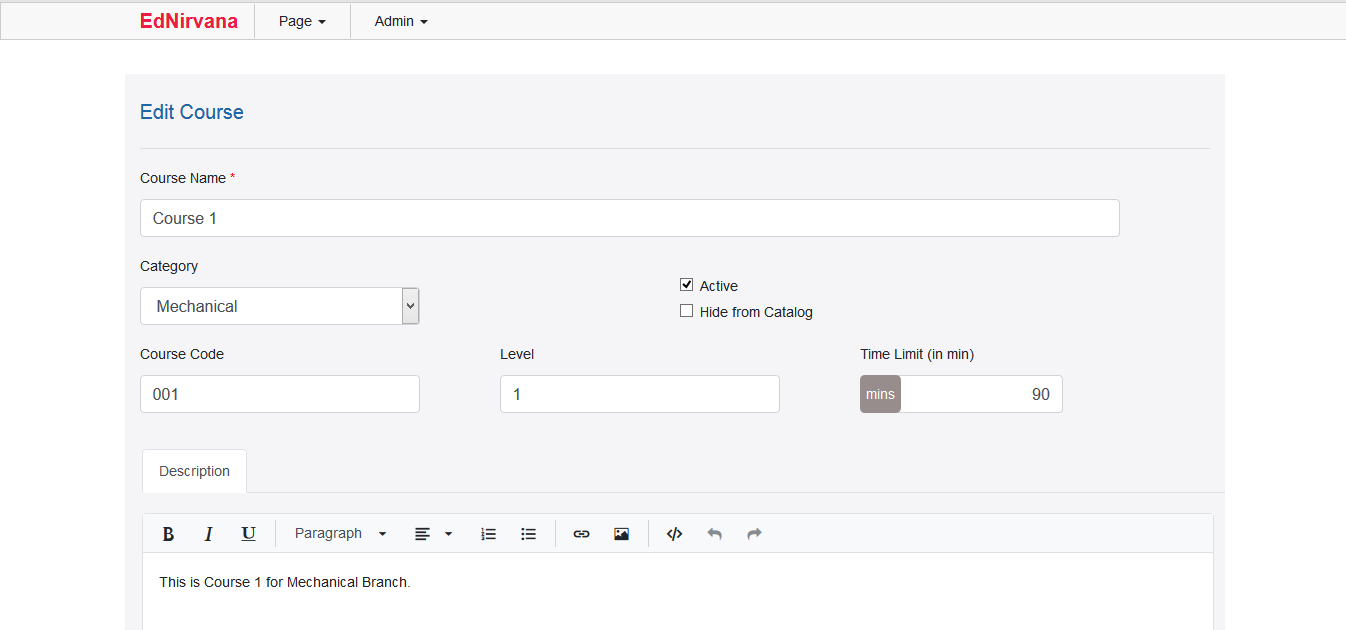 EdNirvana Page Admin
Edit Course
Course Name *
Course 1
Category
Mechanical
Active
Hide from Catalog
Course Code Level Time Limit (in min)
001 1 mins 90
Description
B I U Paragraph
This is Course 1 for Mechanical Branch.